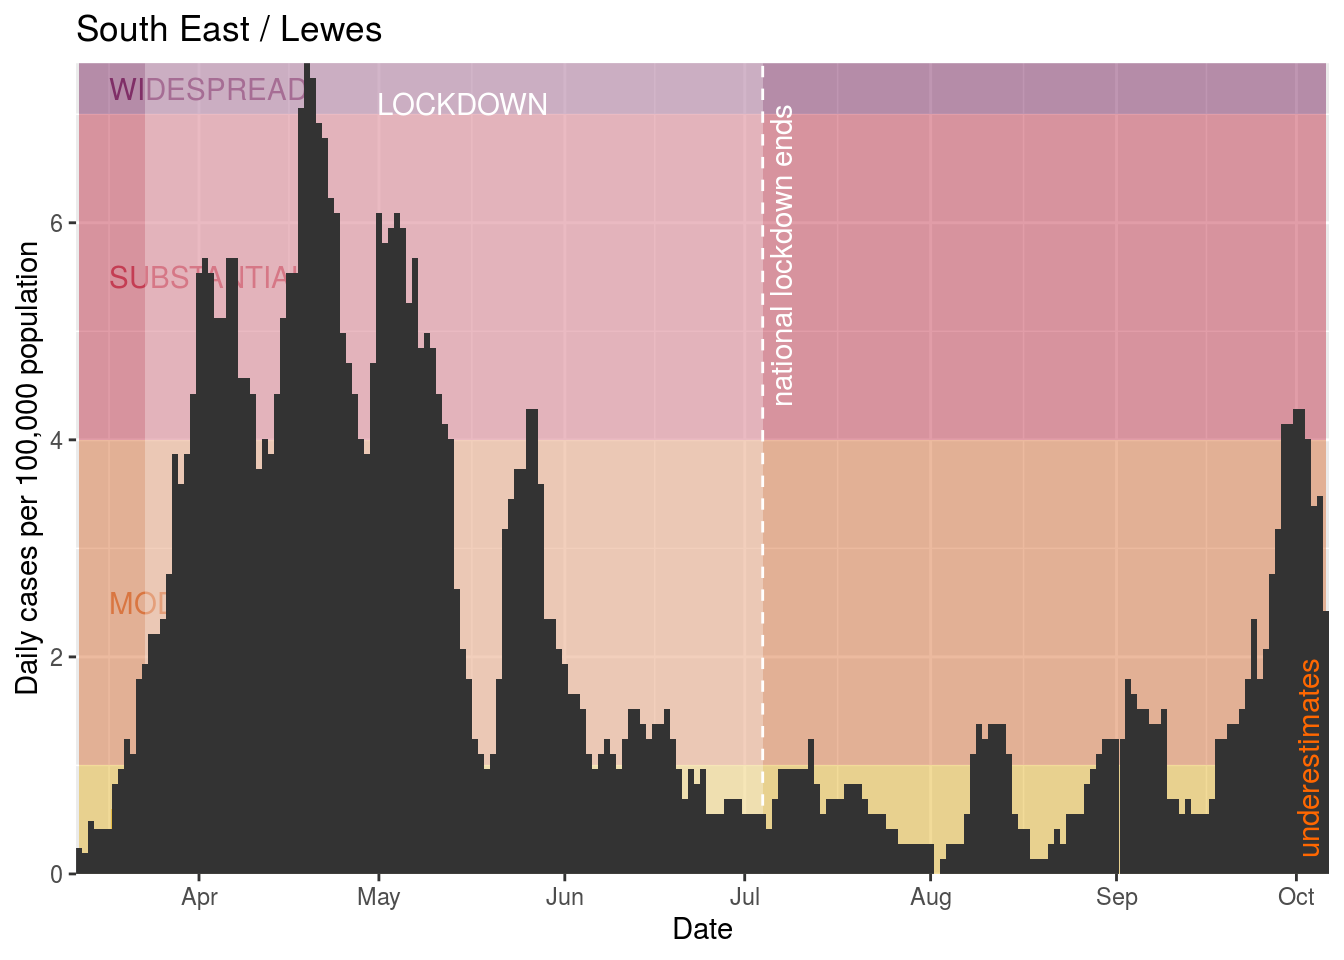 South East / Lewes
WIDESPREAD
LOCKDOWN
national lockdown ends
6
SUBSTANTIAL
4
MOD
2
0
underestimates
Daily cases per 100,000 population
Apr
May
Jun
Jul
Aug
Sep
Oct
Date